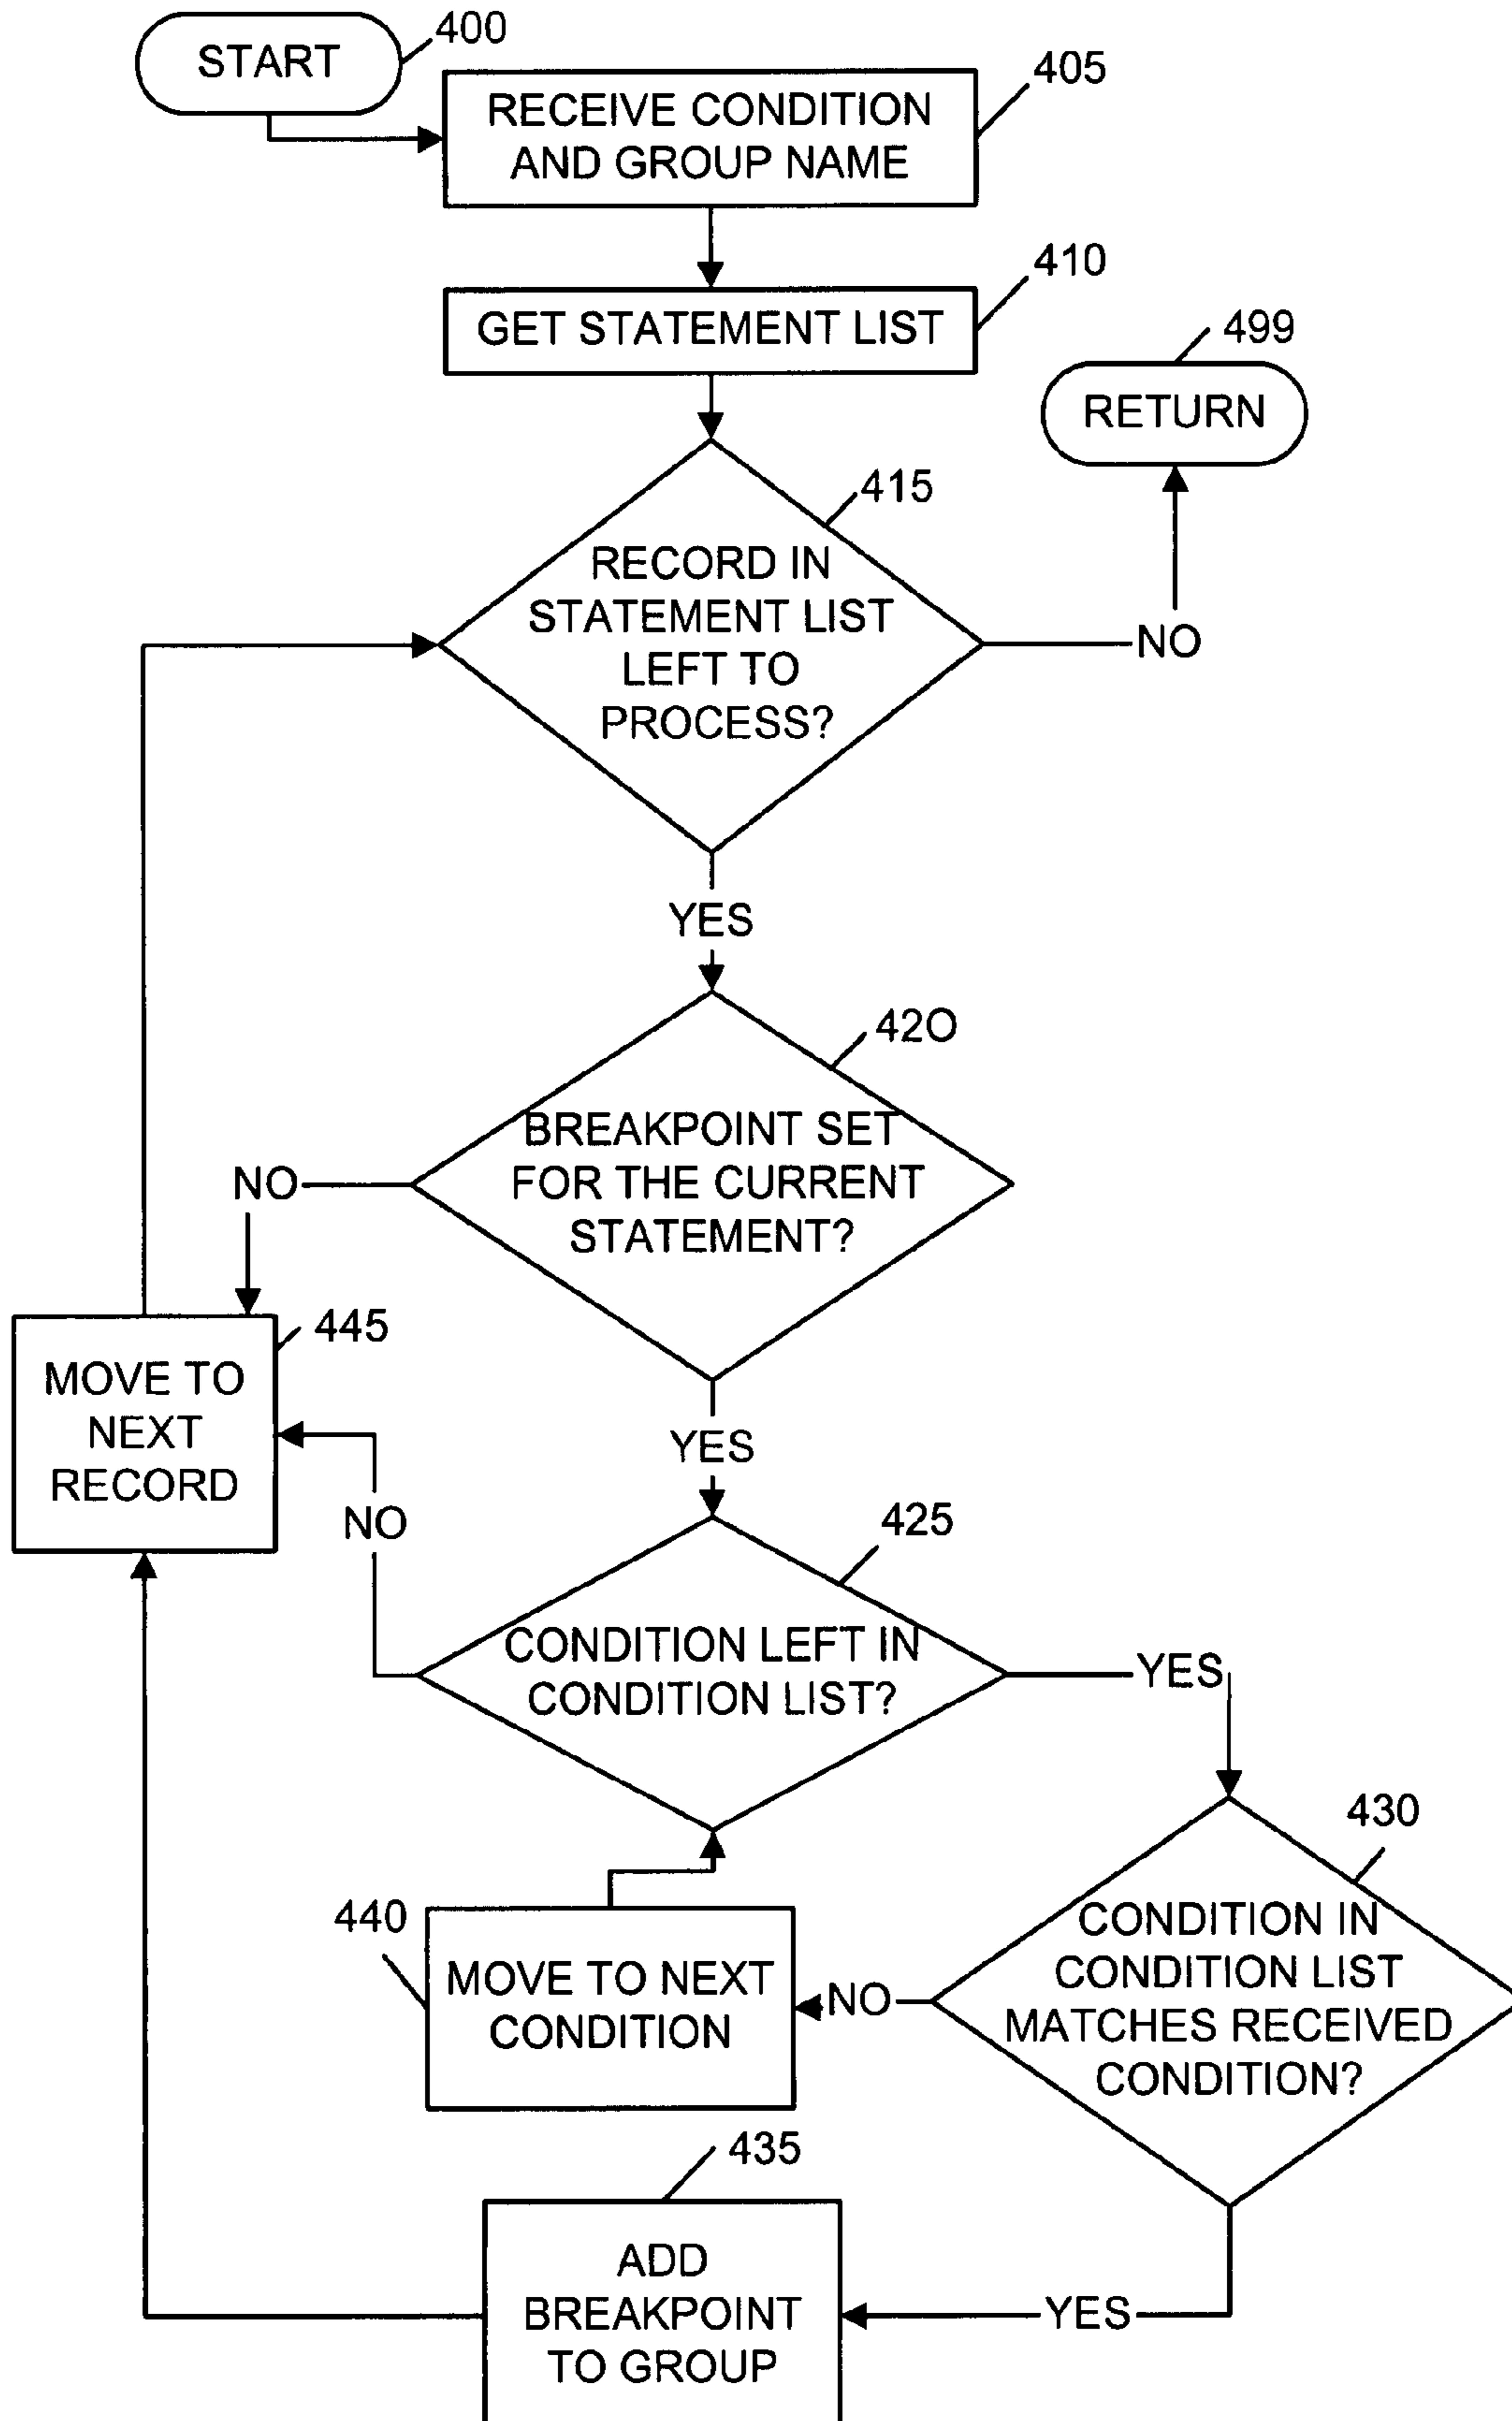 START
400
RECEIVE CONDITION
AND GROUP NAME
405
GET STATEMENT LIST
410
RETURN
499
RECORD IN
STATEMENT LIST
LEFT TO
PROCESS?
415
NO
YES
BREAKPOINT SET
FOR THE CURRENT
STATEMENT?
42O
NO
YES
MOVE TO
NEXT
RECORD
445
NO
CONDITION LEFT IN
CONDITION LIST?
425
YES
CONDITION IN
CONDITION LIST
MATCHES RECEIVED
CONDITION?
430
NO
MOVE TO NEXT
CONDITION
440
YES
ADD
BREAKPOINT
TO GROUP
435